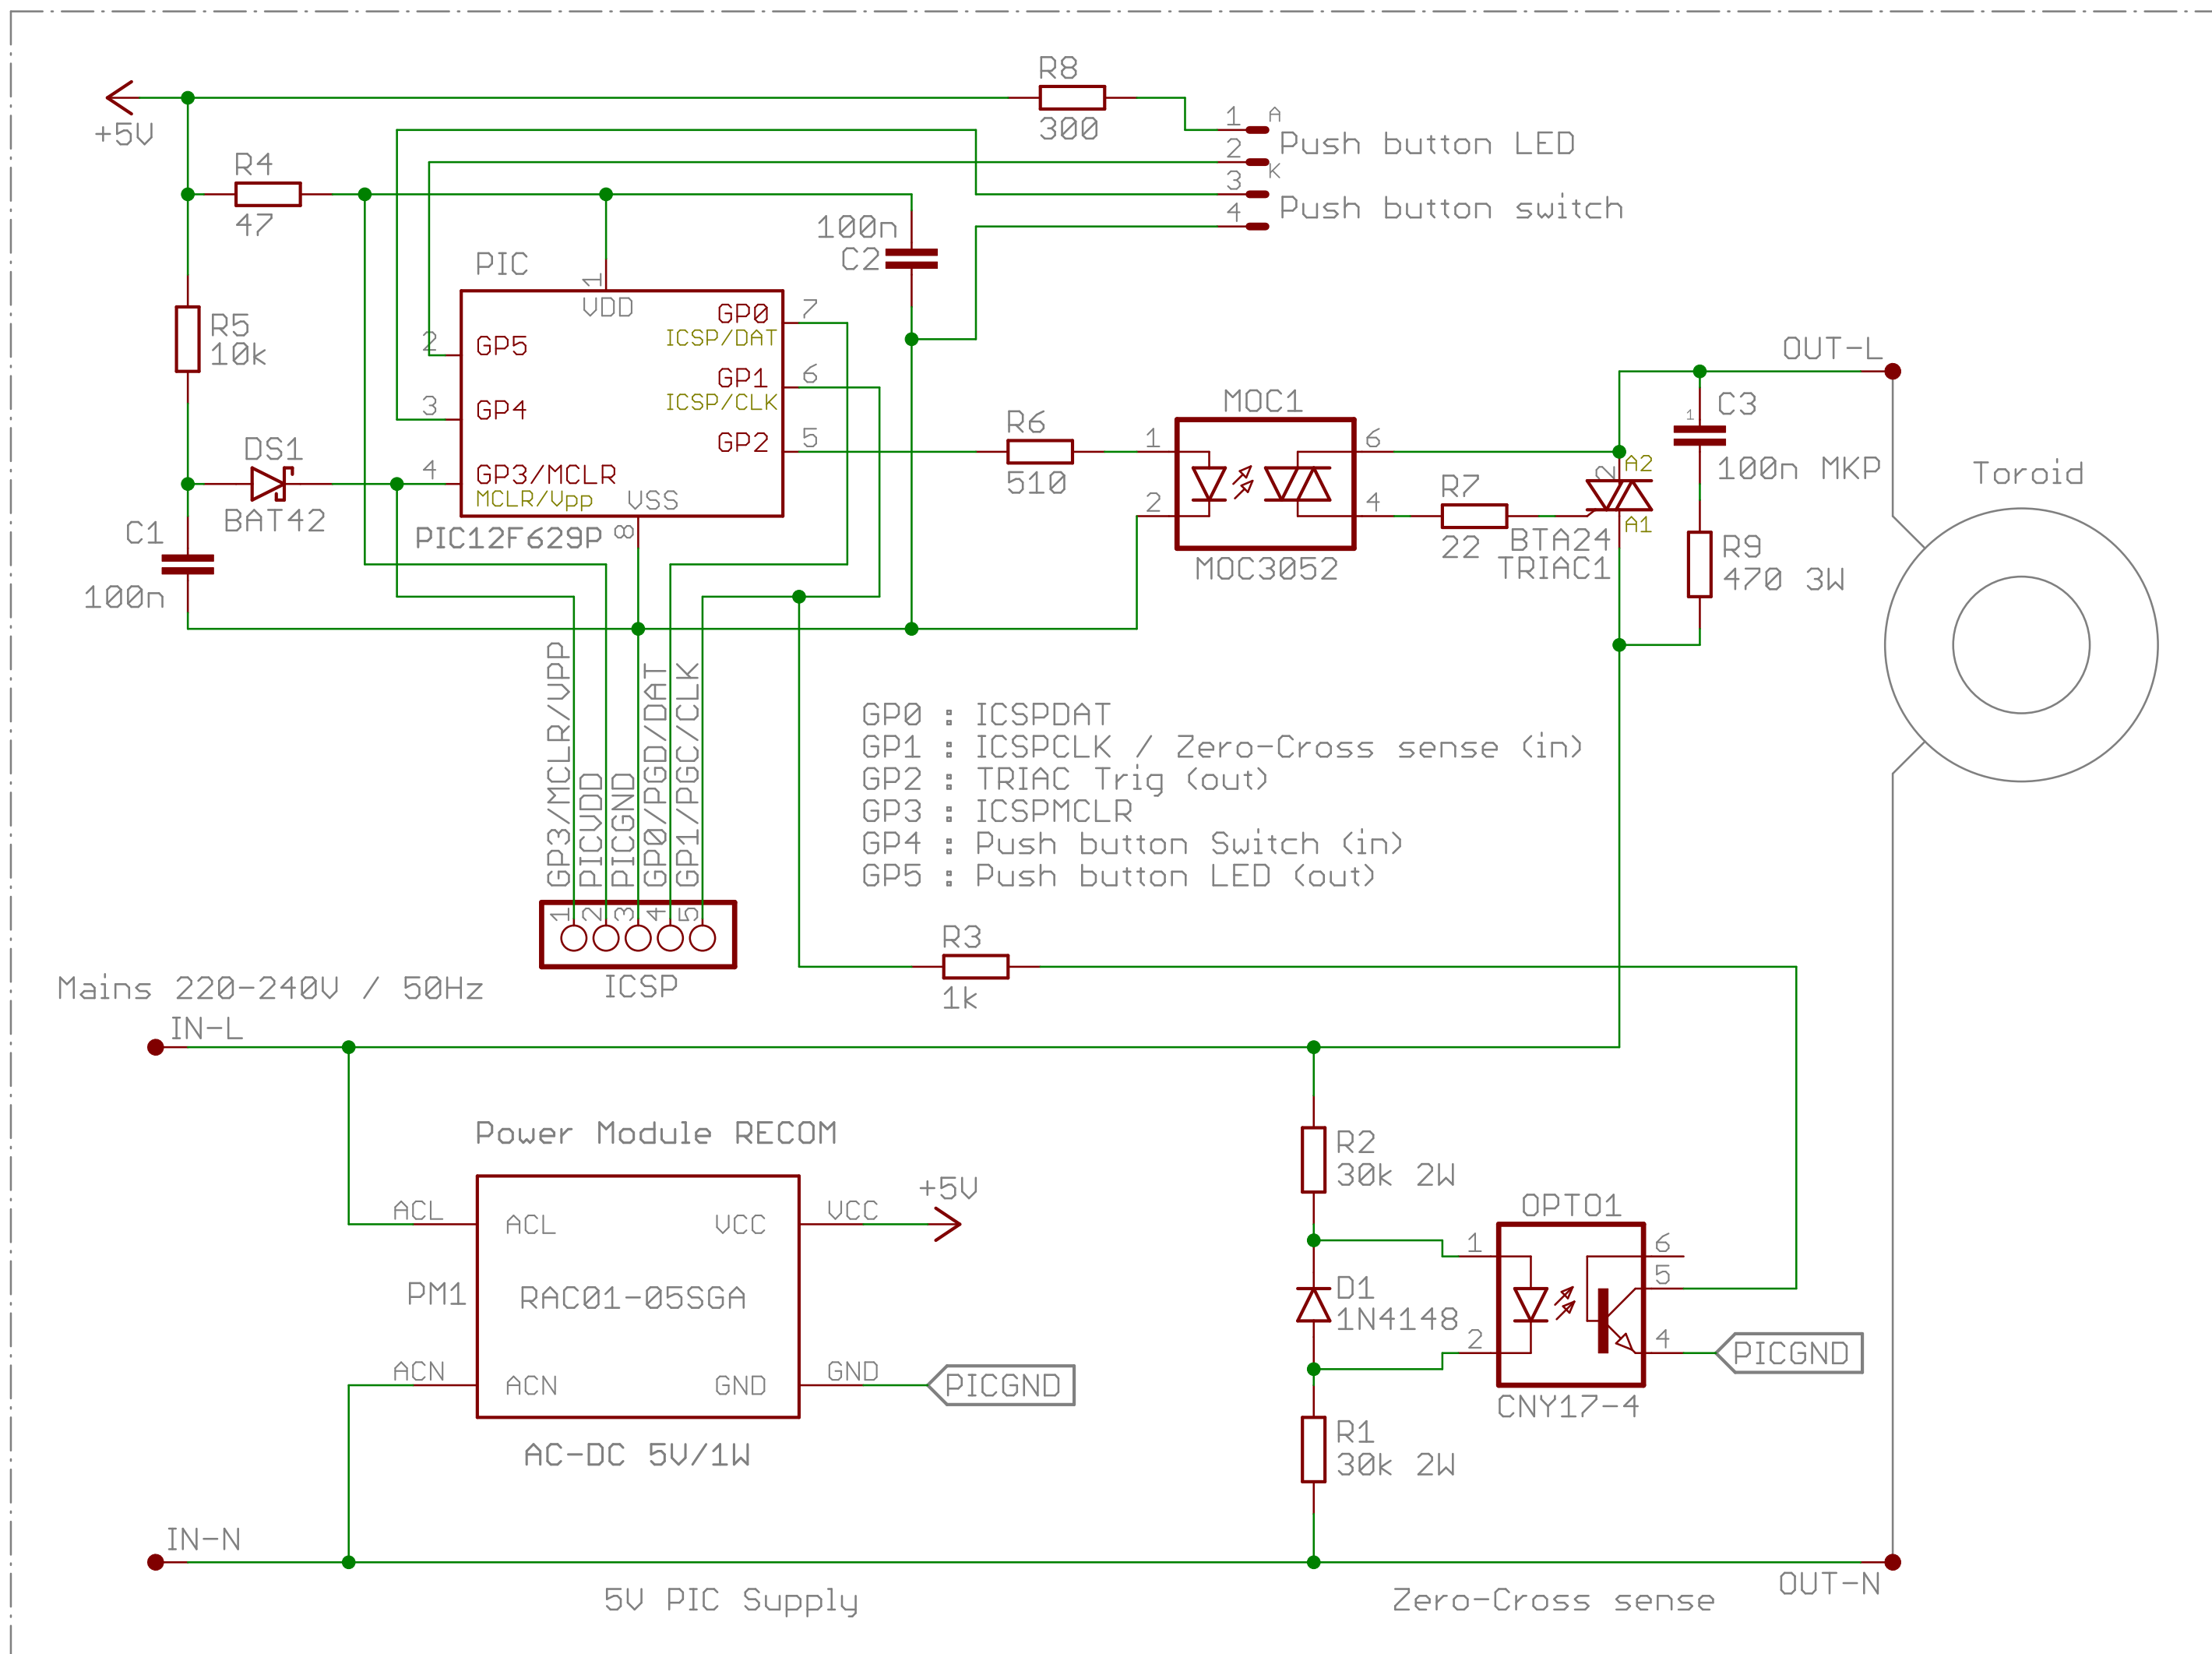 R8
300
+5V
1 A
Push button LED
2
K
3
Push button switch
4
R4
47
100n
C2
PIC
1
VDD
GP0 7
ICSP/DAT
R5
10k
2 GP5
GP1 6
ICSP/CLK
3 GP4
GP2 5
DS1
BAT42
4 GP3/MCLR
MCLR/Vpp
VSS
8
PIC12F629P
C1
100n
R6
510
MOC1
1
2
6
4
MOC3052
R7
22
2
A2
A1
BTA24
TRIAC1
OUT-L
1
C3
100n MKP
R9
470 3W
Toroid
GP3/MCLR/VPP
PICVDD
PICGND
GP0/PGD/DAT
GP1/PGC/CLK
1 2 3 4 5
ICSP
GP0 : ICSPDAT
GP1 : ICSPCLK / Zero-Cross sense (in)
GP2 : TRIAC Trig (out)
GP3 : ICSPMCLR
GP4 : Push button Switch (in)
GP5 : Push button LED (out)
R3
1k
Mains 220-240V / 50Hz
IN-L
Power Module RECOM
ACL ACL VCC VCC
+5V
PM1
RAC01-05SGA
ACN ACN GND GND
PICGND
AC-DC 5V/1W
R2
30k 2W
D1
1N4148
R1
30k 2W
OPTO1
1
2
6
5
4
PICGND
CNY17-4
IN-N
OUT-N
5V PIC Supply
Zero-Cross sense